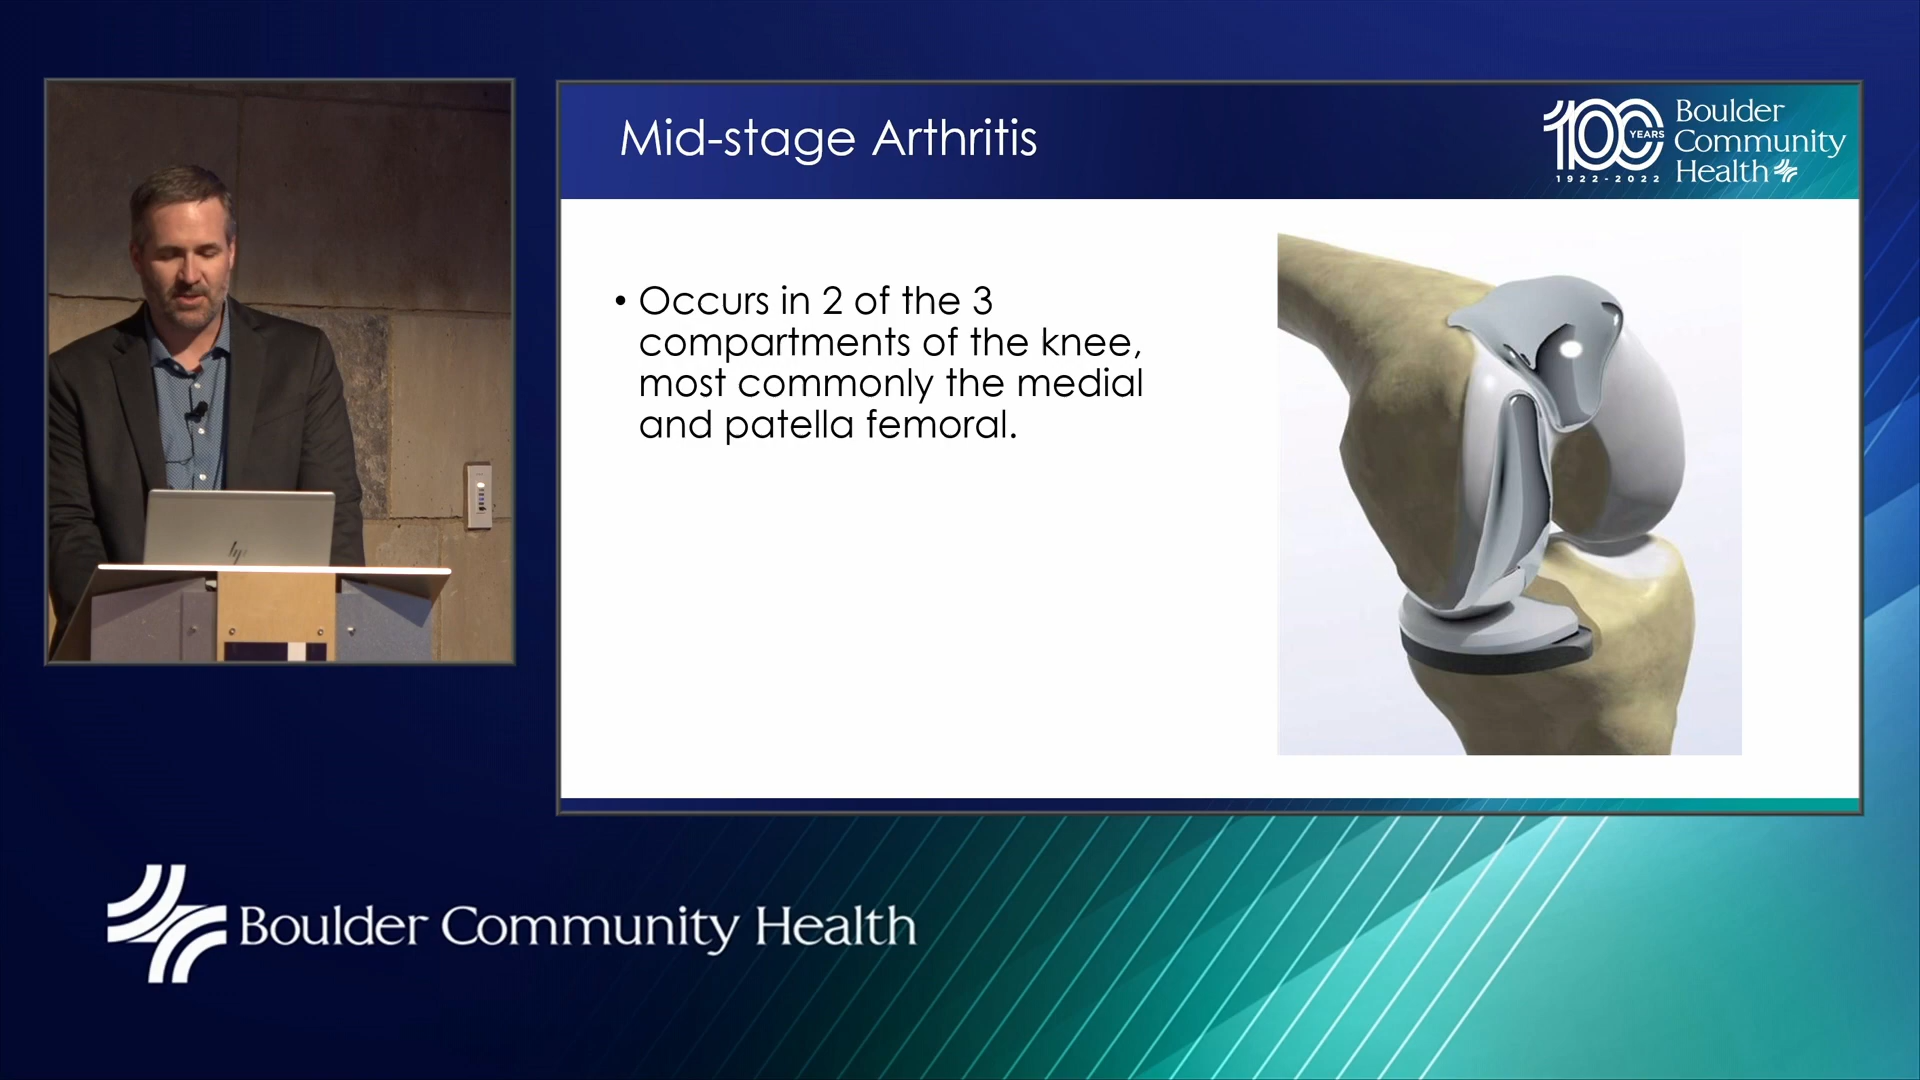 Mid-stage Arthritis
100
YEARS
1922-2022
Boulder
Community
Health
• Occurs in 2 of the 3
compartments of the knee,
most commonly the medial
and patella femoral.
hp
Boulder Community Health